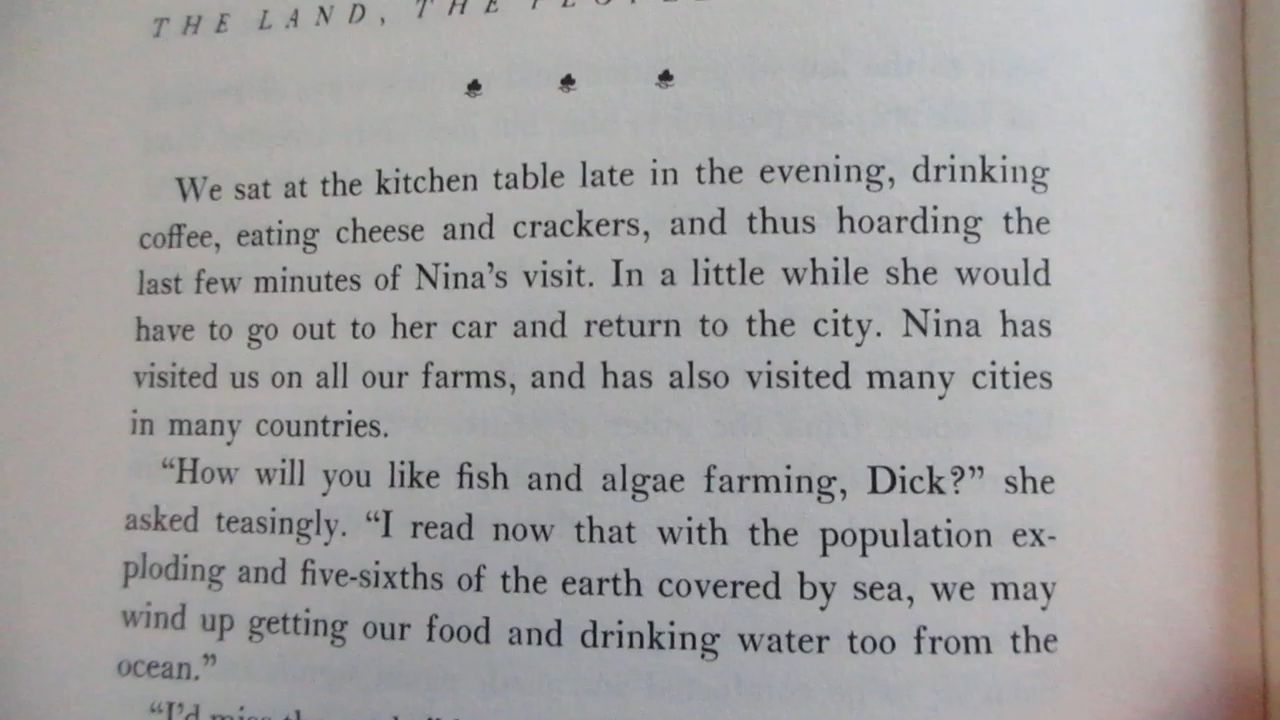 THE LAND, THE
We sat at the kitchen table late in the evening, drinking
coffee, eating cheese and crackers, and thus hoarding the
last few minutes of Nina’s visit. In a little while she would
have to go out to her car and return to the city. Nina has
visited us on all our farms, and has also visited many cities
in many countries.
“How will you like fish and algae farming, Dick?” she
asked teasingly. “I read now that with the population ex-
ploding and five-sixths of the earth covered by sea, we may
wind up getting our food and drinking water too from the
ocean.”
“I’d miss